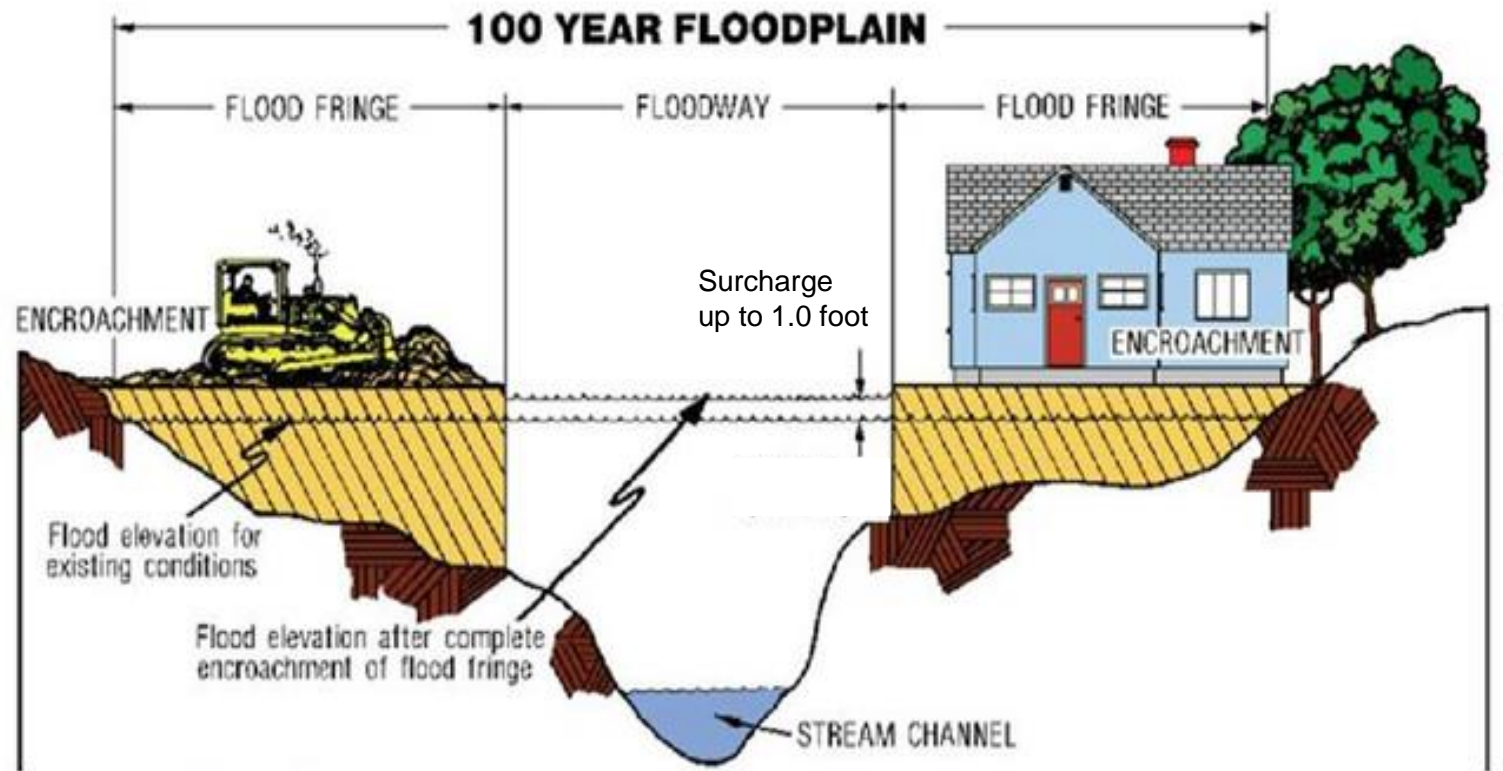 100 YEAR FLOODPLAIN
FLOOD FRINGE
FLOODWAY
FLOOD FRINGE
Surcharge
up to 1.0 foot
ENCROACHMENT
ENCROACHMENT
Flood elevation for
existing conditions
Flood elevation after complete
encroachment of flood fringe
STREAM CHANNEL